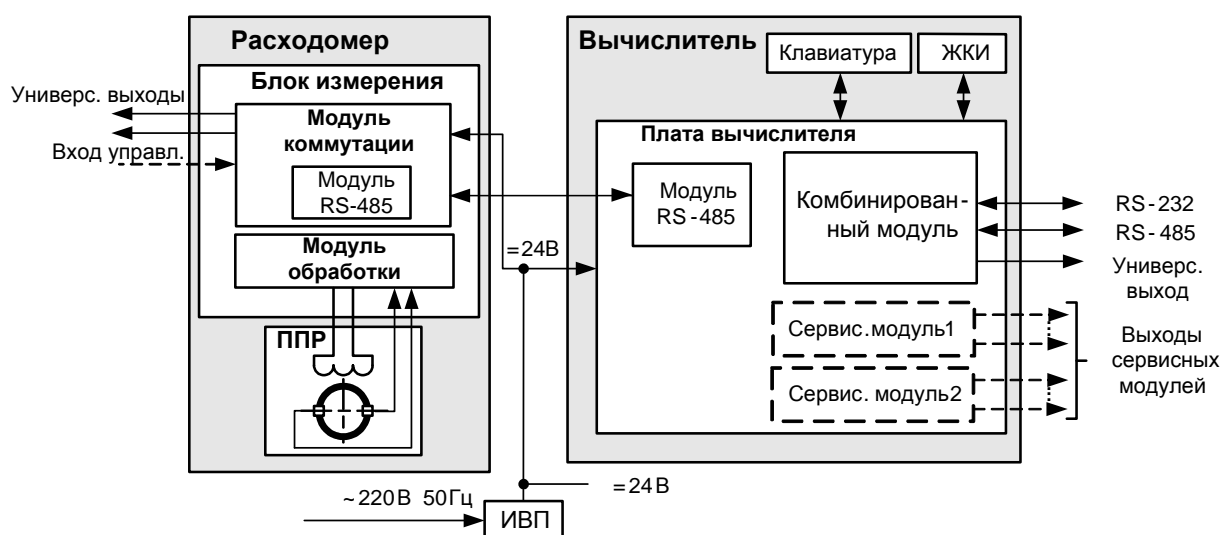 Расходомер
Блок измерения
Универс. выходы
Вход управл.
Модуль
коммутации
Модуль
RS-485
Модуль
обработки
ППР
=24В
~220В 50Гц
ИВП
=24В
Вычислитель
Клавиатура
ЖКИ
Плата вычислителя
Модуль
RS-485
Комбинирован-
ный модуль
RS-232
RS-485
Универс.
выход
Сервис.модуль1
Сервис. модуль2
Выходы
сервисных
модулей